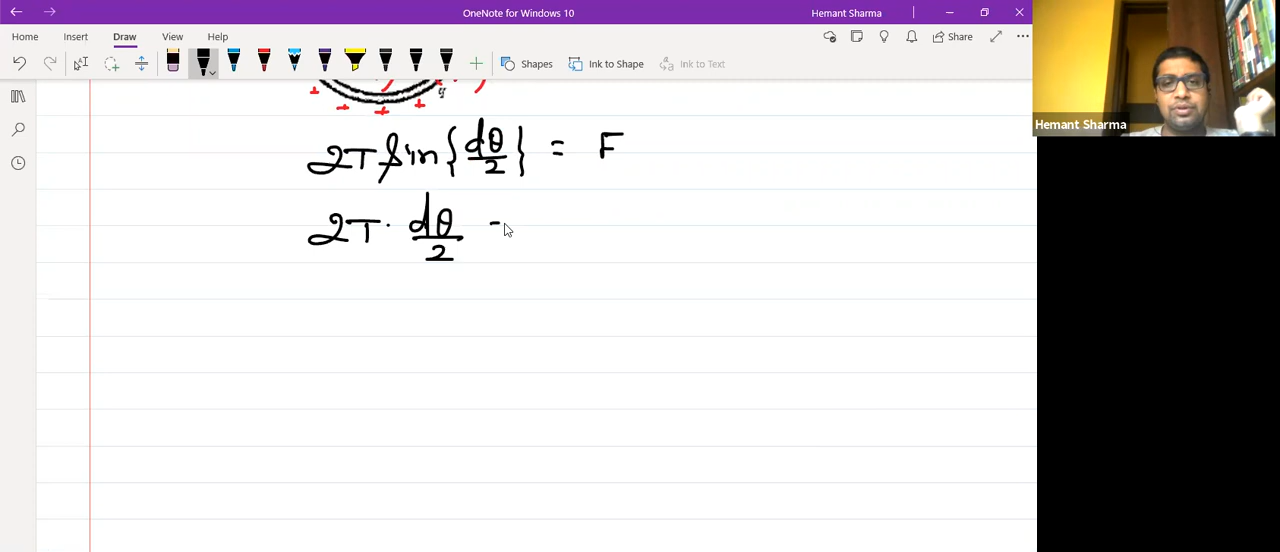 OneNote for Windows 10
Hemant Sharma
Home Insert Draw View Help
Share
Shapes Ink to Shape Ink to Text
Hemant Sharma
+ + + +
2T sin{dθ/2} = F
2T · dθ/2 -